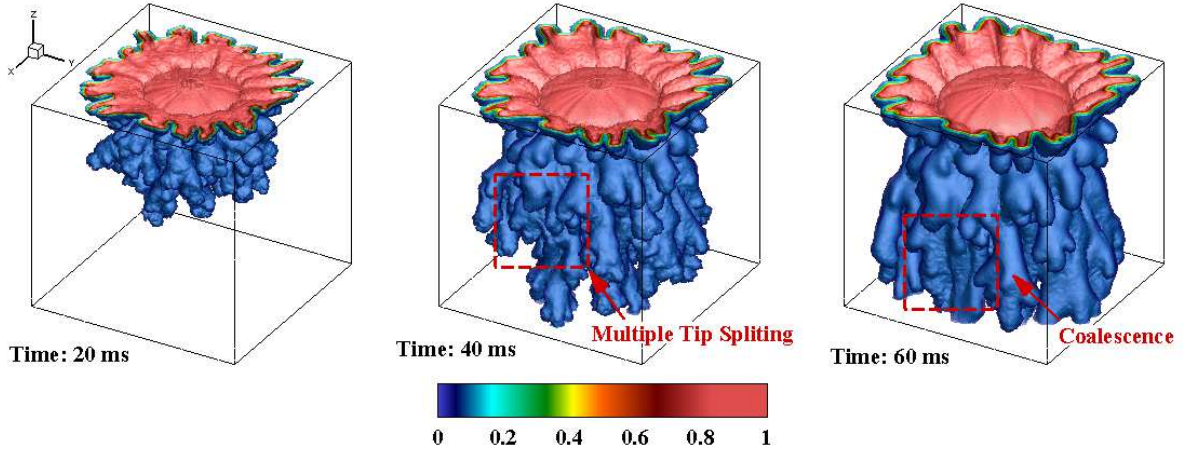 Z
X
Y
Time: 20 ms
Time: 40 ms
Multiple Tip Spliting
Time: 60 ms
Coalescence
0 0.2 0.4 0.6 0.8 1